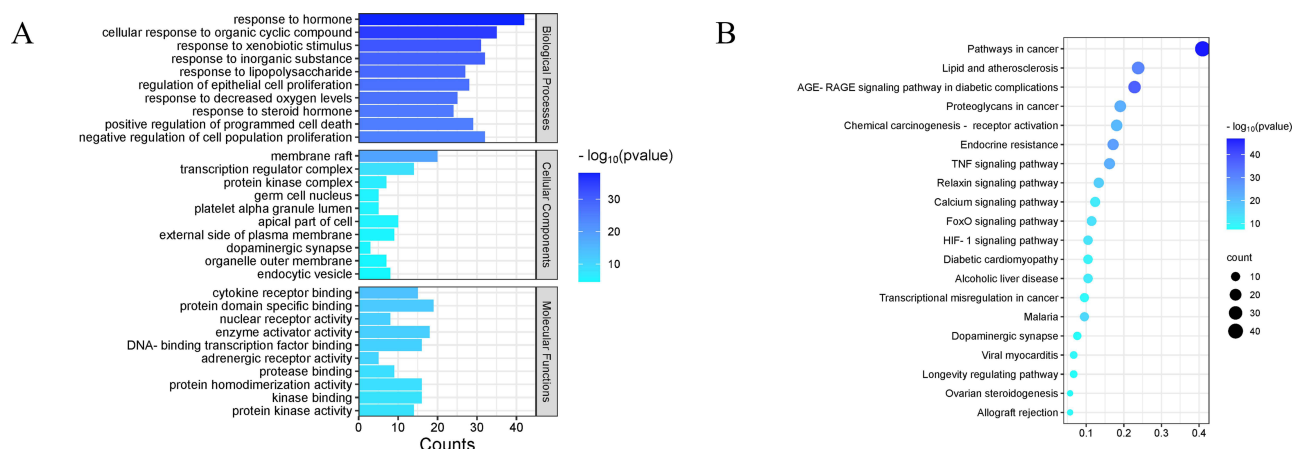 A
response to hormone
cellular response to organic cyclic compound
response to xenobiotic stimulus
response to inorganic substance
response to lipopolysaccharide
regulation of epithelial cell proliferation
response to decreased oxygen levels
response to steroid hormone
positive regulation of programmed cell death
negative regulation of cell population proliferation
Biological Processes
membrane raft
transcription regulator complex
protein kinase complex
germ cell nucleus
platelet alpha granule lumen
apical part of cell
external side of plasma membrane
dopaminergic synapse
organelle outer membrane
endocytic vesicle
Cellular Components
cytokine receptor binding
protein domain specific binding
nuclear receptor activity
enzyme activator activity
DNA- binding transcription factor binding
adrenergic receptor activity
protease binding
protein homodimerization activity
kinase binding
protein kinase activity
Molecular Functions
0 10 20 30 40
Counts
- log10(pvalue)
30
20
10
B
Pathways in cancer
Lipid and atherosclerosis
AGE- RAGE signaling pathway in diabetic complications
Proteoglycans in cancer
Chemical carcinogenesis - receptor activation
Endocrine resistance
TNF signaling pathway
Relaxin signaling pathway
Calcium signaling pathway
FoxO signaling pathway
HIF- 1 signaling pathway
Diabetic cardiomyopathy
Alcoholic liver disease
Transcriptional misregulation in cancer
Malaria
Dopaminergic synapse
Viral myocarditis
Longevity regulating pathway
Ovarian steroidogenesis
Allograft rejection
0.1 0.2 0.3 0.4
- log10(pvalue)
40
30
20
10
count
10
20
30
40